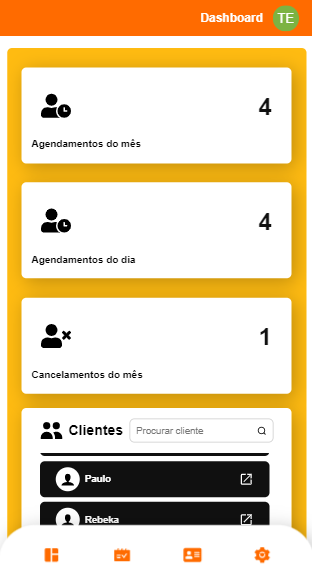 Dashboard TE
4
Agendamentos do mês
4
Agendamentos do dia
1
Cancelamentos do mês
Clientes Procurar cliente
Paulo
Rebeka